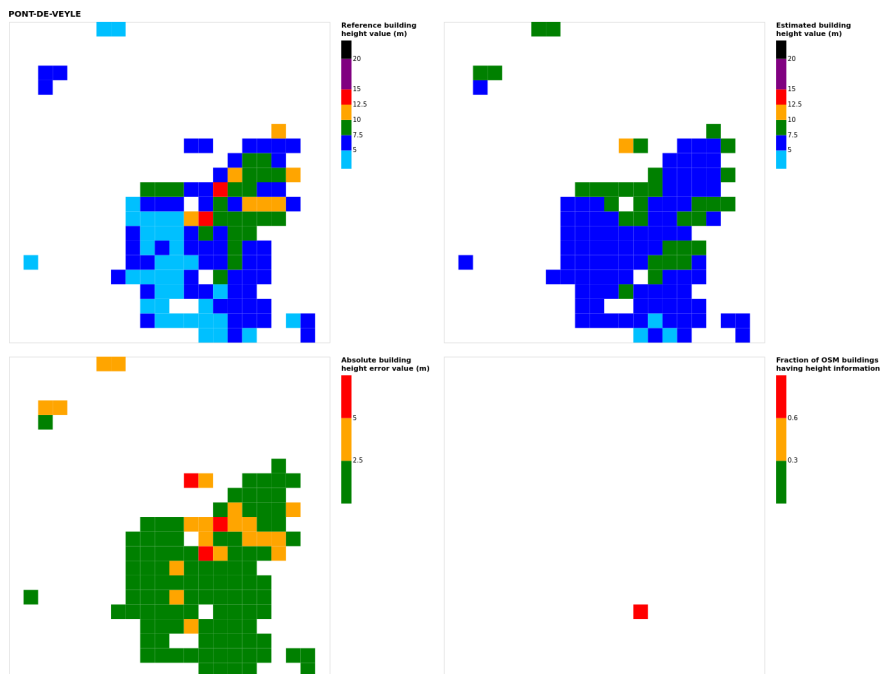 PONT-DE-VEYLE
Reference building
height value (m)
20
15
12.5
10
7.5
5
Estimated building
height value (m)
20
15
12.5
10
7.5
5
Absolute building
height error value (m)
5
2.5
Fraction of OSM buildings
having height information
0.6
0.3